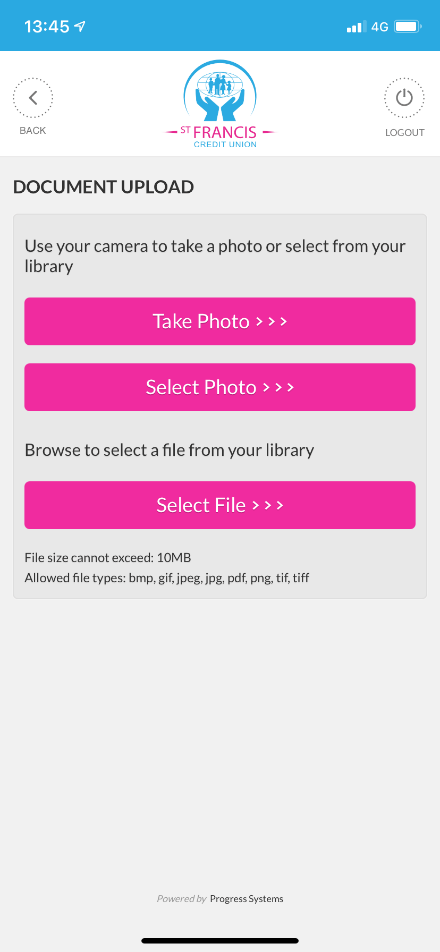 13:45
4G
BACK
ST FRANCIS
CREDIT UNION
LOGOUT
DOCUMENT UPLOAD
Use your camera to take a photo or select from your
library
Take Photo >>>
Select Photo >>>
Browse to select a file from your library
Select File >>>
File size cannot exceed: 10MB
Allowed file types: bmp, gif, jpeg, jpg, pdf, png, tif, tiff
Powered by Progress Systems